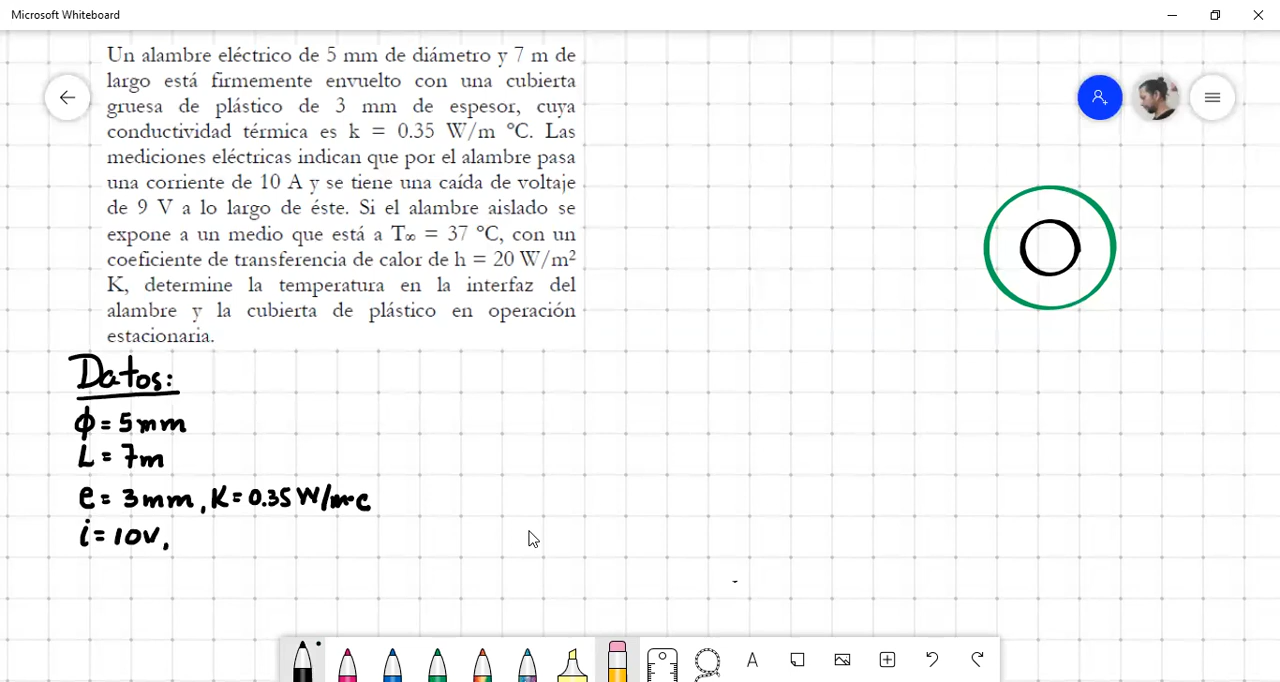 Microsoft Whiteboard
Un alambre eléctrico de 5 mm de diámetro y 7 m de
largo está firmemente envuelto con una cubierta
gruesa de plástico de 3 mm de espesor, cuya
conductividad térmica es k = 0.35 W/m °C. Las
mediciones eléctricas indican que por el alambre pasa
una corriente de 10 A y se tiene una caída de voltaje
de 9 V a lo largo de éste. Si el alambre aislado se
expone a un medio que está a T∞ = 37 °C, con un
coeficiente de transferencia de calor de h = 20 W/m²
K, determine la temperatura en la interfaz del
alambre y la cubierta de plástico en operación
estacionaria.
Datos:
ϕ = 5mm
L = 7m
e = 3mm, K = 0.35 W/m°C
i = 10V,
A